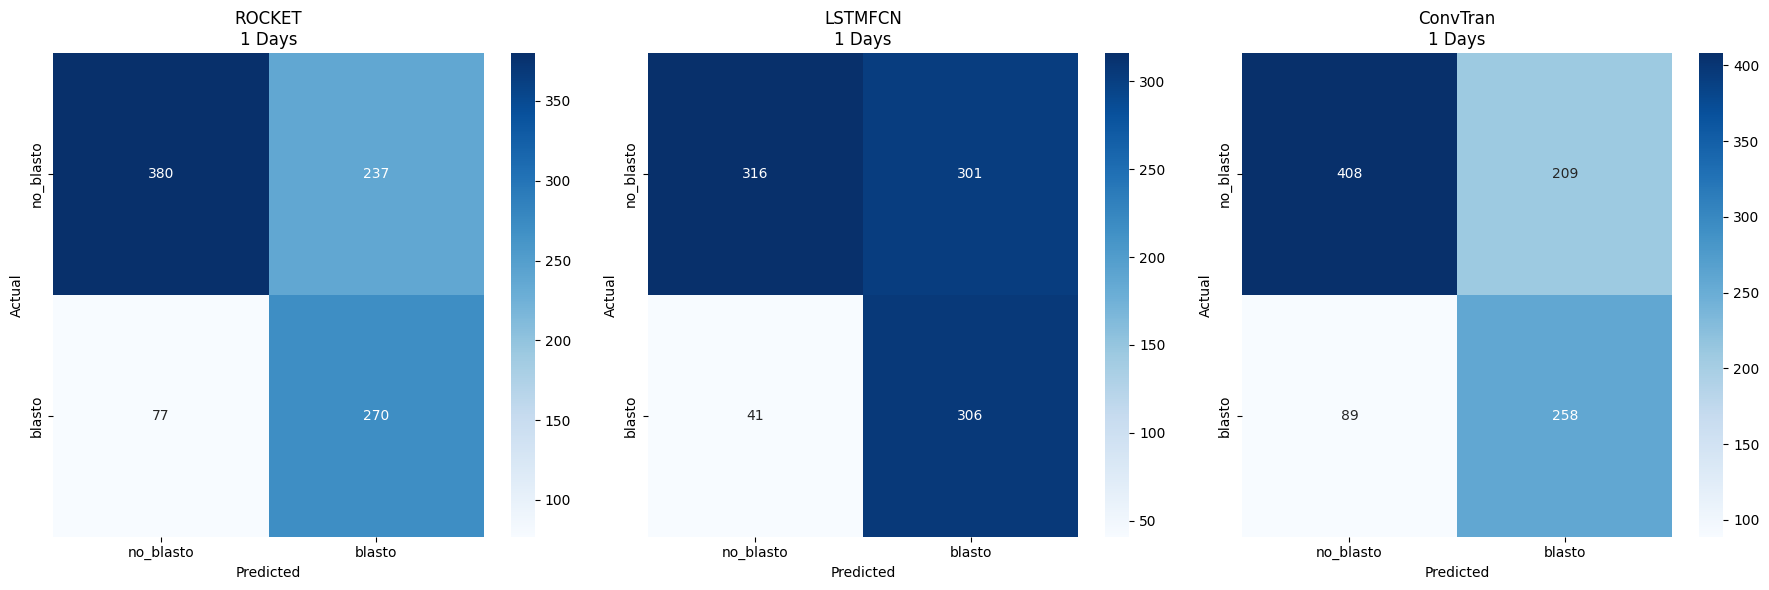 ROCKET
1 Days
no_blasto
blasto
Actual
380
237
77
270
no_blasto
blasto
Predicted
350
300
250
200
150
100
LSTMFCN
1 Days
no_blasto
blasto
Actual
316
301
41
306
no_blasto
blasto
Predicted
300
250
200
150
100
50
ConvTran
1 Days
no_blasto
blasto
Actual
408
209
89
258
no_blasto
blasto
Predicted
400
350
300
250
200
150
100